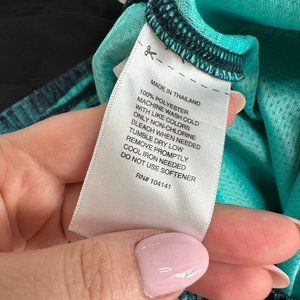 MADE IN THAILAND
100% POLYESTER
MACHINE WASH COLD
WITH LIKE COLORS
ONLY NON-CHLORINE
BLEACH WHEN NEEDED
TUMBLE DRY LOW
REMOVE PROMPTLY
COOL IRON NEEDED
DO NOT USE SOFTENER
RN# 104141